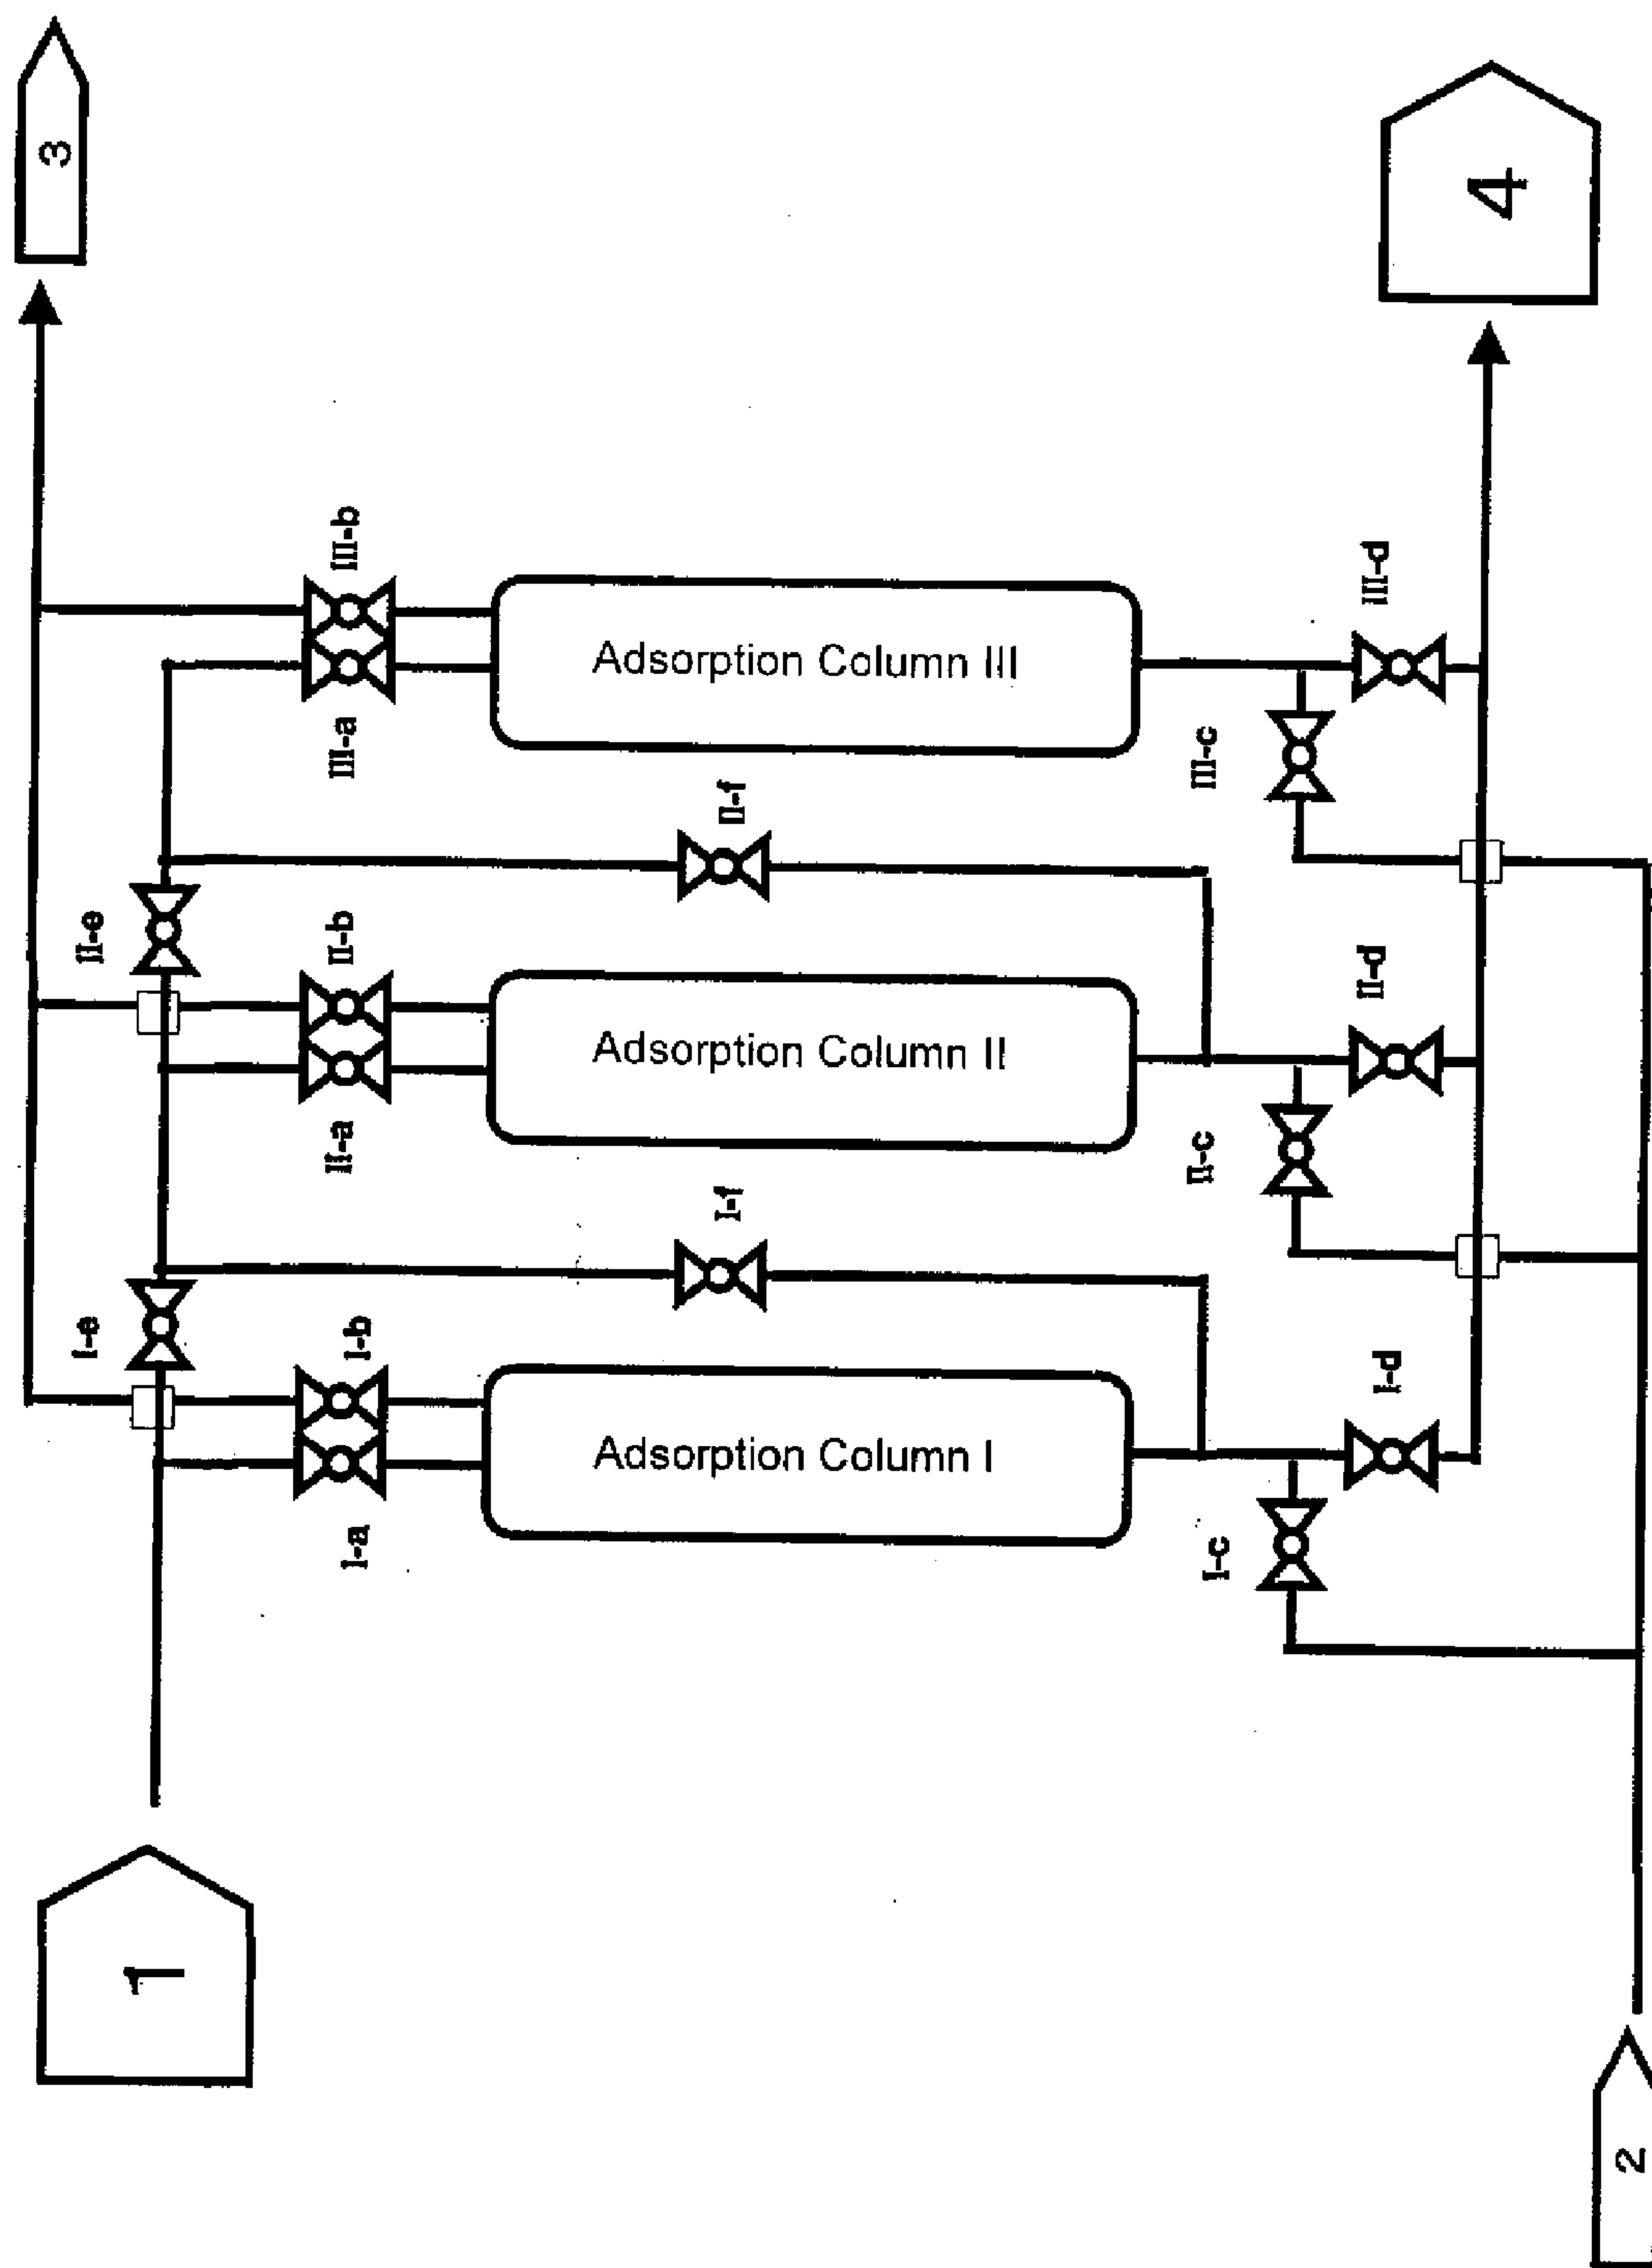 3
4
III-b
III-a
Adsorption Column III
III-d
III-c
II-f
II-e
II-b
II-a
Adsorption Column II
II-d
II-c
I-f
I-e
I-b
I-a
Adsorption Column I
I-d
I-c
1
2